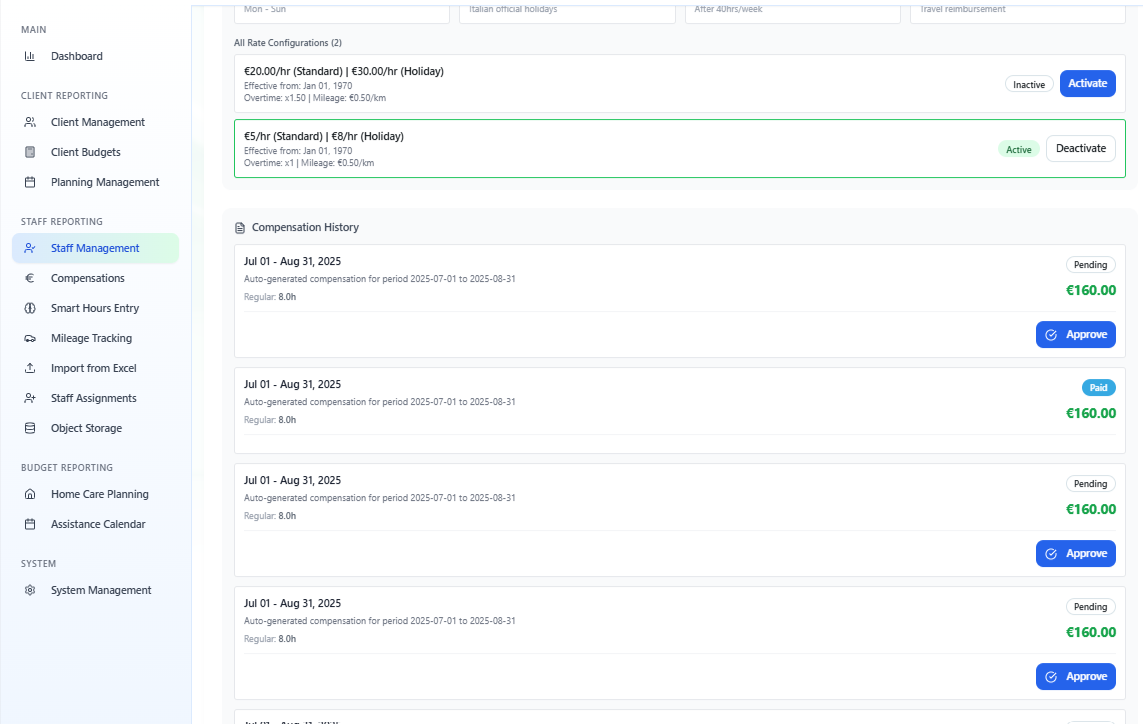 MAIN
Dashboard
CLIENT REPORTING
Client Management
Client Budgets
Planning Management
STAFF REPORTING
Staff Management
Compensations
Smart Hours Entry
Mileage Tracking
Import from Excel
Staff Assignments
Object Storage
BUDGET REPORTING
Home Care Planning
Assistance Calendar
SYSTEM
System Management
Mon - Sun
Italian official holidays
After 40hrs/week
Travel reimbursement
All Rate Configurations (2)
€20.00/hr (Standard) | €30.00/hr (Holiday)
Effective from: Jan 01, 1970
Overtime: x1.50 | Mileage: €0.50/km
Inactive
Activate
€5/hr (Standard) | €8/hr (Holiday)
Effective from: Jan 01, 1970
Overtime: x1 | Mileage: €0.50/km
Active
Deactivate
Compensation History
Jul 01 - Aug 31, 2025
Pending
Auto-generated compensation for period 2025-07-01 to 2025-08-31
€160.00
Regular: 8.0h
Approve
Jul 01 - Aug 31, 2025
Paid
Auto-generated compensation for period 2025-07-01 to 2025-08-31
€160.00
Regular: 8.0h
Jul 01 - Aug 31, 2025
Pending
Auto-generated compensation for period 2025-07-01 to 2025-08-31
€160.00
Regular: 8.0h
Approve
Jul 01 - Aug 31, 2025
Pending
Auto-generated compensation for period 2025-07-01 to 2025-08-31
€160.00
Regular: 8.0h
Approve